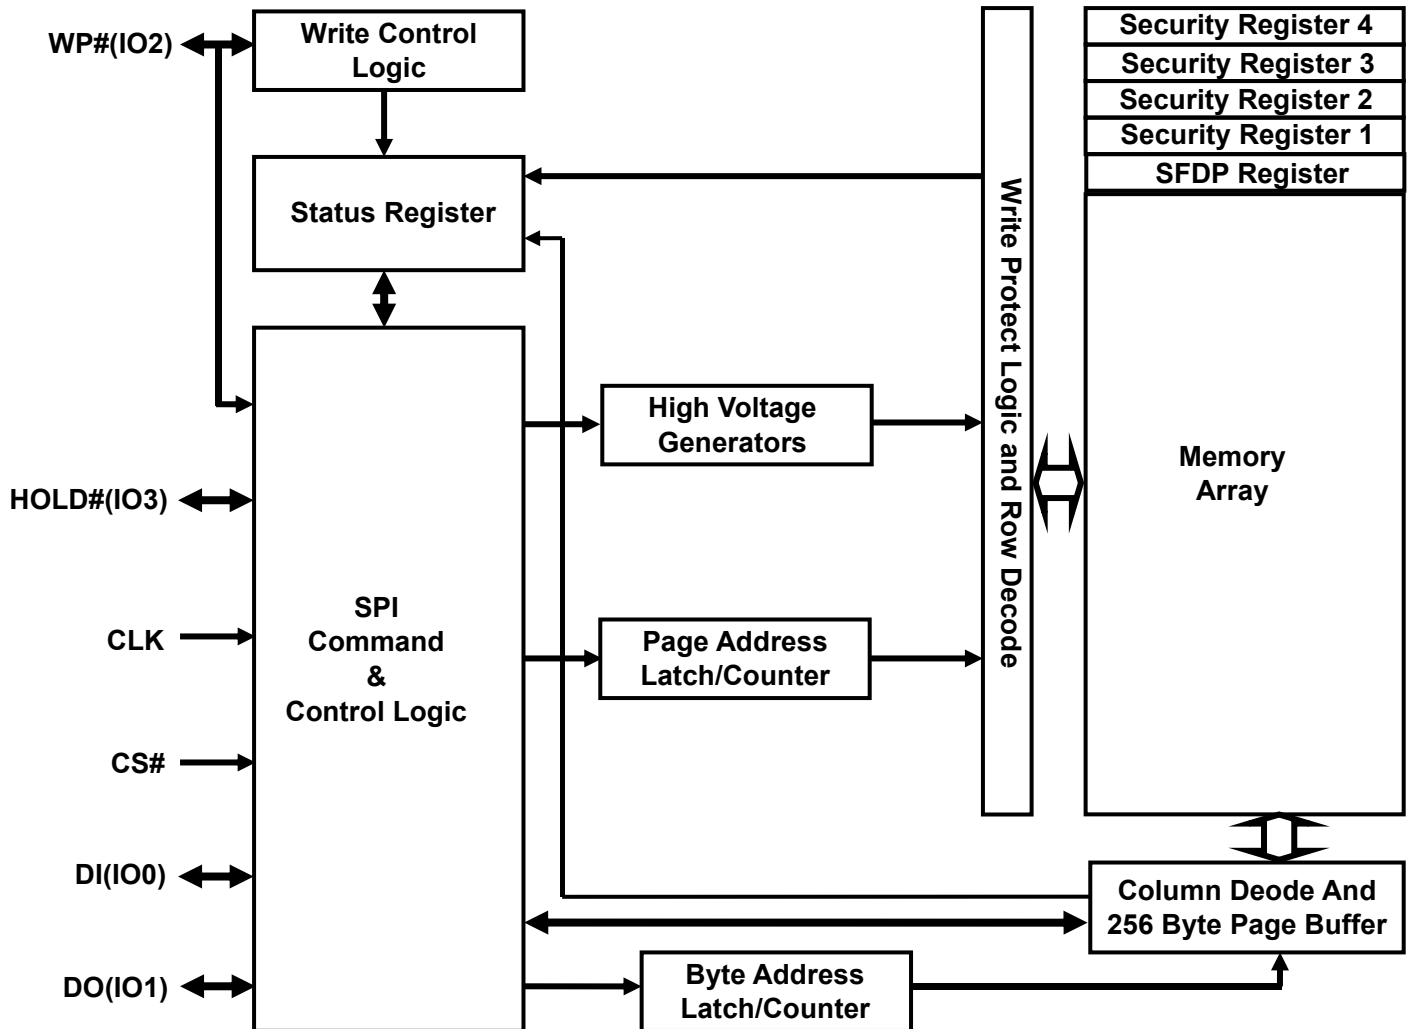 WP#(IO2)
Write Control
Logic
Security Register 4
Security Register 3
Security Register 2
Security Register 1
SFDP Register
Status Register
Write Protect Logic and Row Decode
High Voltage
Generators
Memory
Array
HOLD#(IO3)
SPI
Command
&
Control Logic
CLK
Page Address
Latch/Counter
CS#
DI(IO0)
Column Deode And
256 Byte Page Buffer
DO(IO1)
Byte Address
Latch/Counter